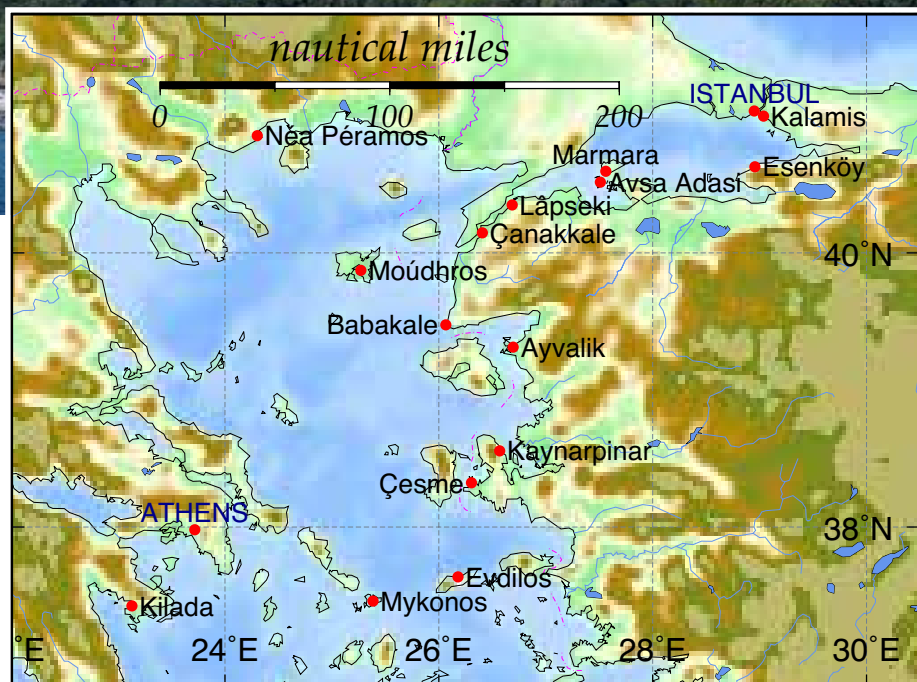 nautical miles
0 100 200
ISTANBUL
Kalamis
Néa Péramos
Marmara
Esenköy
Avsa Adasi
Lâpseki
Çanakkale
40°N
Moúdhros
Babakale
Ayvalik
Kaynarpinar
Çesme
ATHENS
38°N
Evdilos
Mykonos
Kilada
°E 24°E 26°E 28°E 30°E